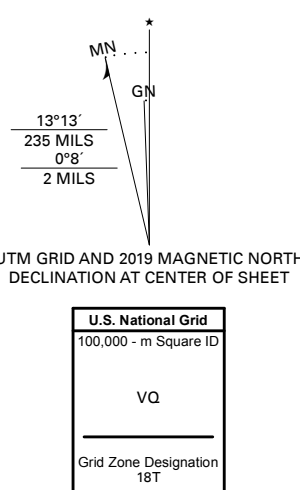 ★
MN
GN
13°13´
235 MILS
0°8´
2 MILS
UTM GRID AND 2019 MAGNETIC NORTH
DECLINATION AT CENTER OF SHEET
U.S. National Grid
100,000 - m Square ID
VQ
Grid Zone Designation
18T